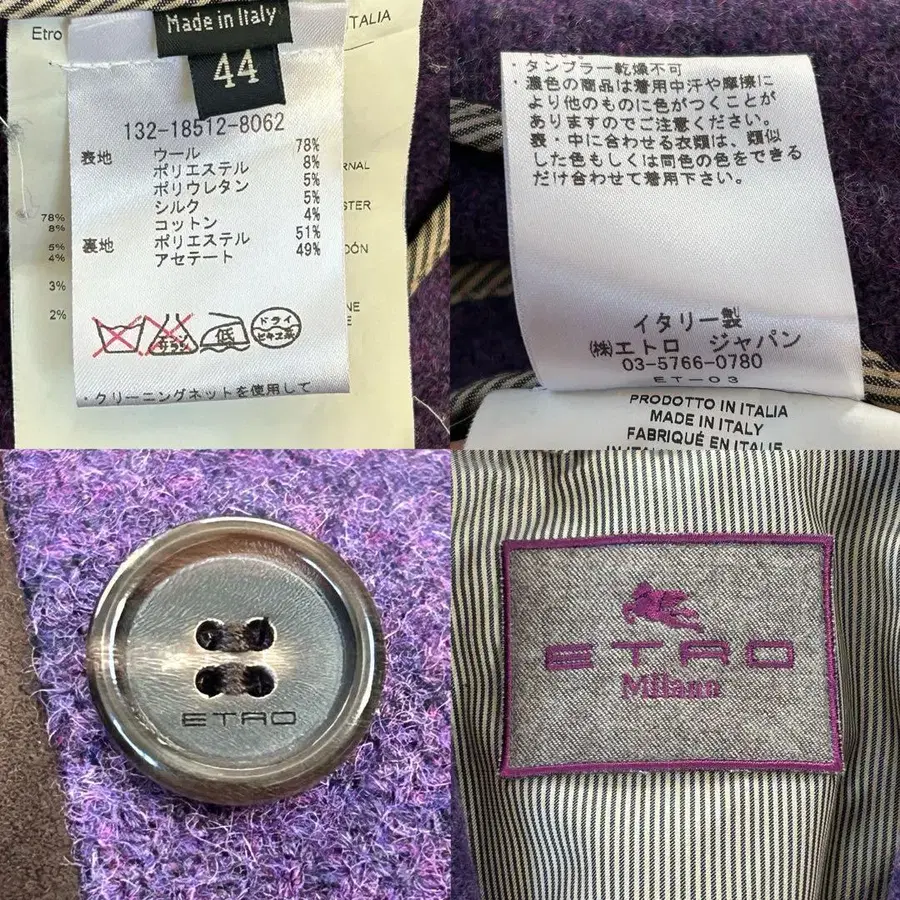 Etro
Made in Italy
TALIA
44
132-18512-8062
表地 ウール 78%
ポリエステル 8%
ポリウレタン 5%
シルク 5%
コットン 4%
裏地 ポリエステル 51%
アセテート 49%
78%
8%
5%
4%
3%
2%
低
ドライ
セキユ系
・クリーニングネットを使用して
・タンブラー乾燥不可
・濃色の商品は着用中汗や摩擦に
より他のものに色がつくことが
ありますのでご注意ください。
表・中に合わせる衣類は、類似
した色もしくは同色の色をできる
だけ合わせて着用下さい。
イタリー製
(株)エトロ ジャパン
03-5766-0780
ET-03
PRODOTTO IN ITALIA
MADE IN ITALY
FABRIQUÉ EN ITALIE
ETRO
ETRO
Milano